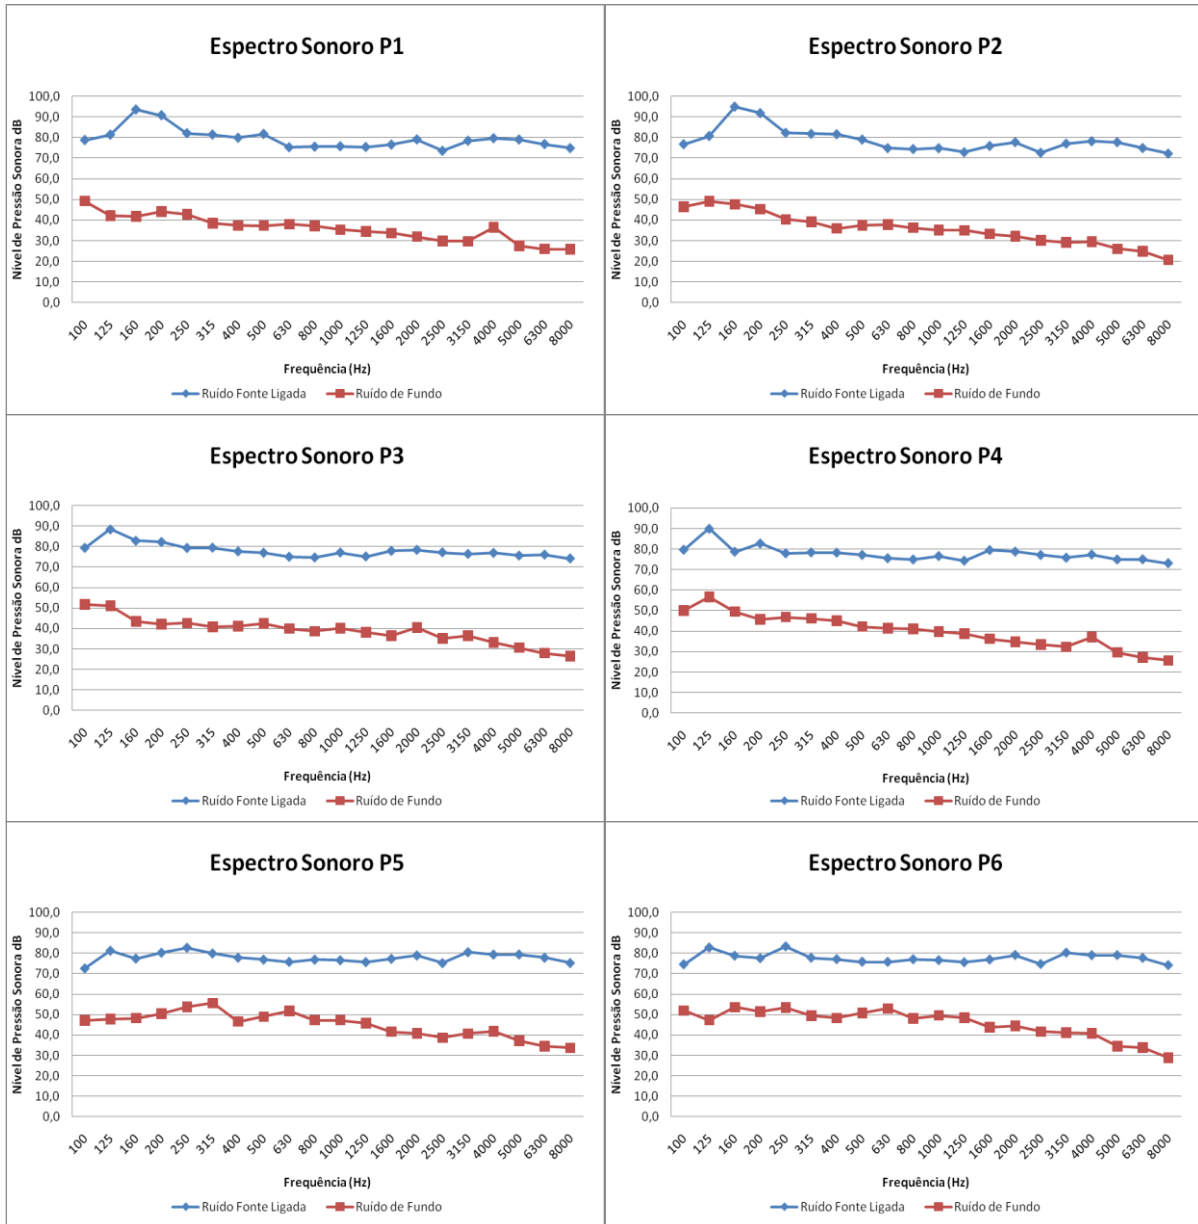 Espectro Sonoro P1
Nível de Pressão Sonora dB
100,0
90,0
80,0
70,0
60,0
50,0
40,0
30,0
20,0
10,0
0,0
100 125 160 200 250 315 400 500 630 800 1000 1250 1600 2000 2500 3150 4000 5000 6300 8000
Frequência (Hz)
Ruído Fonte Ligada Ruído de Fundo
Espectro Sonoro P2
Nível de Pressão Sonora dB
100,0
90,0
80,0
70,0
60,0
50,0
40,0
30,0
20,0
10,0
0,0
100 125 160 200 250 315 400 500 630 800 1000 1250 1600 2000 2500 3150 4000 5000 6300 8000
Frequência (Hz)
Ruído Fonte Ligada Ruído de Fundo
Espectro Sonoro P3
Nível de Pressão Sonora dB
100,0
90,0
80,0
70,0
60,0
50,0
40,0
30,0
20,0
10,0
0,0
100 125 160 200 250 315 400 500 630 800 1000 1250 1600 2000 2500 3150 4000 5000 6300 8000
Frequência (Hz)
Ruído Fonte Ligada Ruído de Fundo
Espectro Sonoro P4
Nível de Pressão Sonora dB
100,0
90,0
80,0
70,0
60,0
50,0
40,0
30,0
20,0
10,0
0,0
100 125 160 200 250 315 400 500 630 800 1000 1250 1600 2000 2500 3150 4000 5000 6300 8000
Frequência (Hz)
Ruído Fonte Ligada Ruído de Fundo
Espectro Sonoro P5
Nível de Pressão Sonora dB
100,0
90,0
80,0
70,0
60,0
50,0
40,0
30,0
20,0
10,0
0,0
100 125 160 200 250 315 400 500 630 800 1000 1250 1600 2000 2500 3150 4000 5000 6300 8000
Frequência (Hz)
Ruído Fonte Ligada Ruído de Fundo
Espectro Sonoro P6
Nível de Pressão Sonora dB
100,0
90,0
80,0
70,0
60,0
50,0
40,0
30,0
20,0
10,0
0,0
100 125 160 200 250 315 400 500 630 800 1000 1250 1600 2000 2500 3150 4000 5000 6300 8000
Frequência (Hz)
Ruído Fonte Ligada Ruído de Fundo